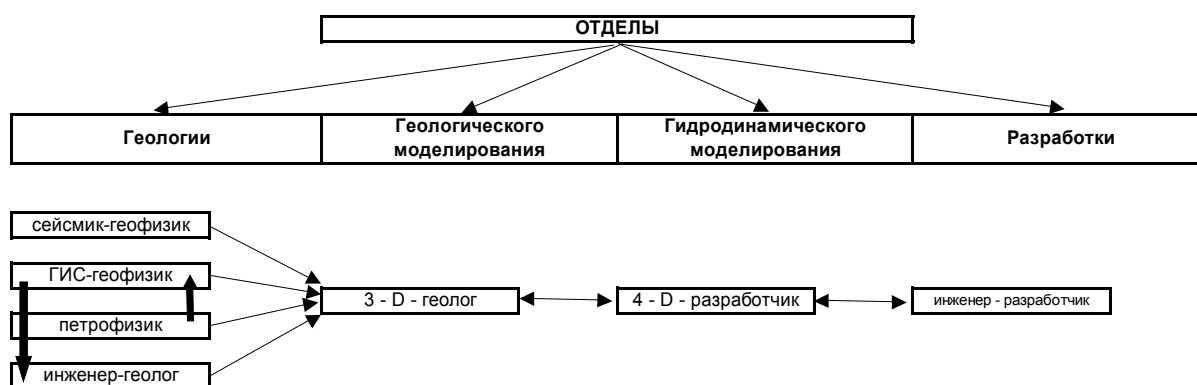 ОТДЕЛЫ
Геологии
Геологического
моделирования
Гидродинамического
моделирования
Разработки
сейсмик-геофизик
ГИС-геофизик
петрофизик
инженер-геолог
3 - D - геолог
4 - D - разработчик
инженер - разработчик